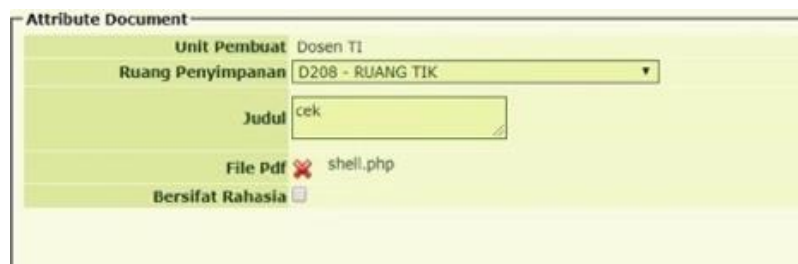 Attribute Document
Unit Pembuat Dosen TI
Ruang Penyimpanan D208 - RUANG TIK
Judul cek
File Pdf shell.php
Bersifat Rahasia